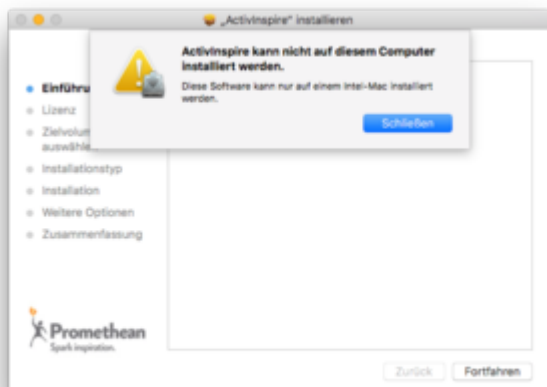 „ActivInspire“ installieren
ActivInspire kann nicht auf diesem Computer
installiert werden.
Diese Software kann nur auf einem Intel-Mac installiert
werden.
Schließen
Einführu
Lizenz
Zielvolum
auswähle
Installationstyp
Installation
Weitere Optionen
Zusammenfassung
Promethean
Spark inspiration.
Zurück
Fortfahren